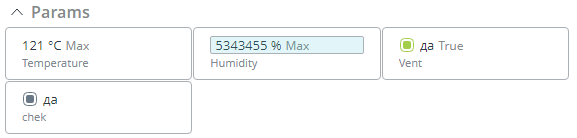 Params
121 °C Max
Temperature
5343455 % Max
Humidity
да True
Vent
да
chek